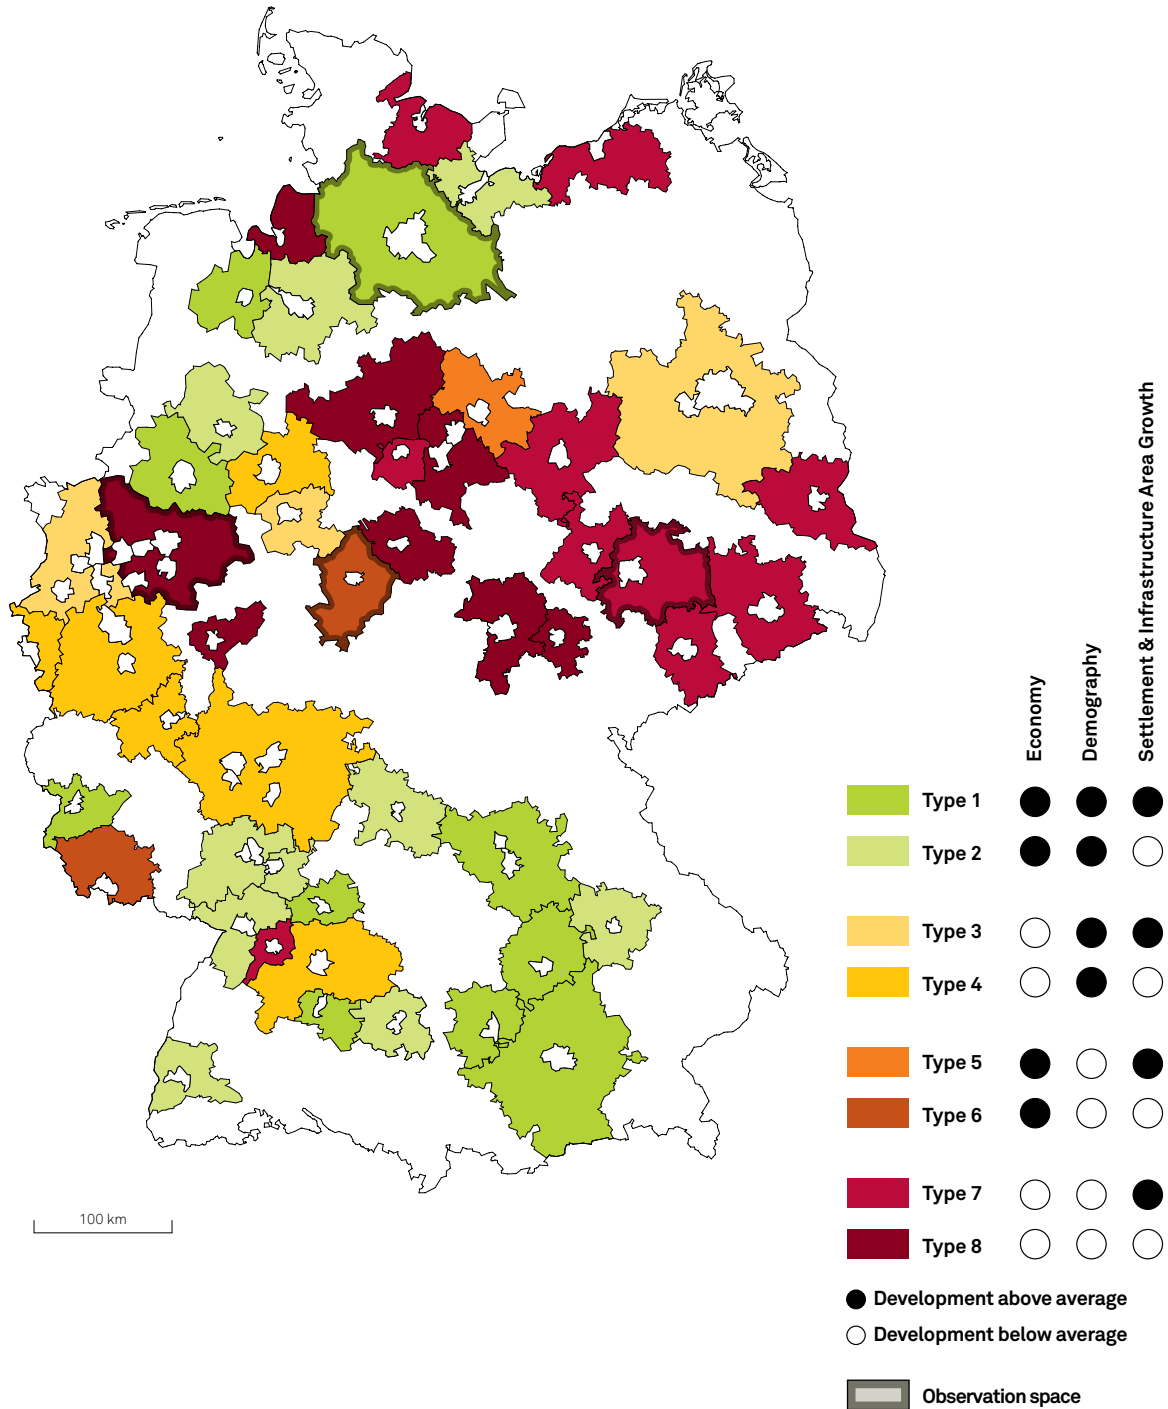 Economy
Demography
Settlement & Infrastructure Area Growth
Type 1
Type 2
Type 3
Type 4
Type 5
Type 6
Type 7
Type 8
100 km
Development above average
Development below average
Observation space